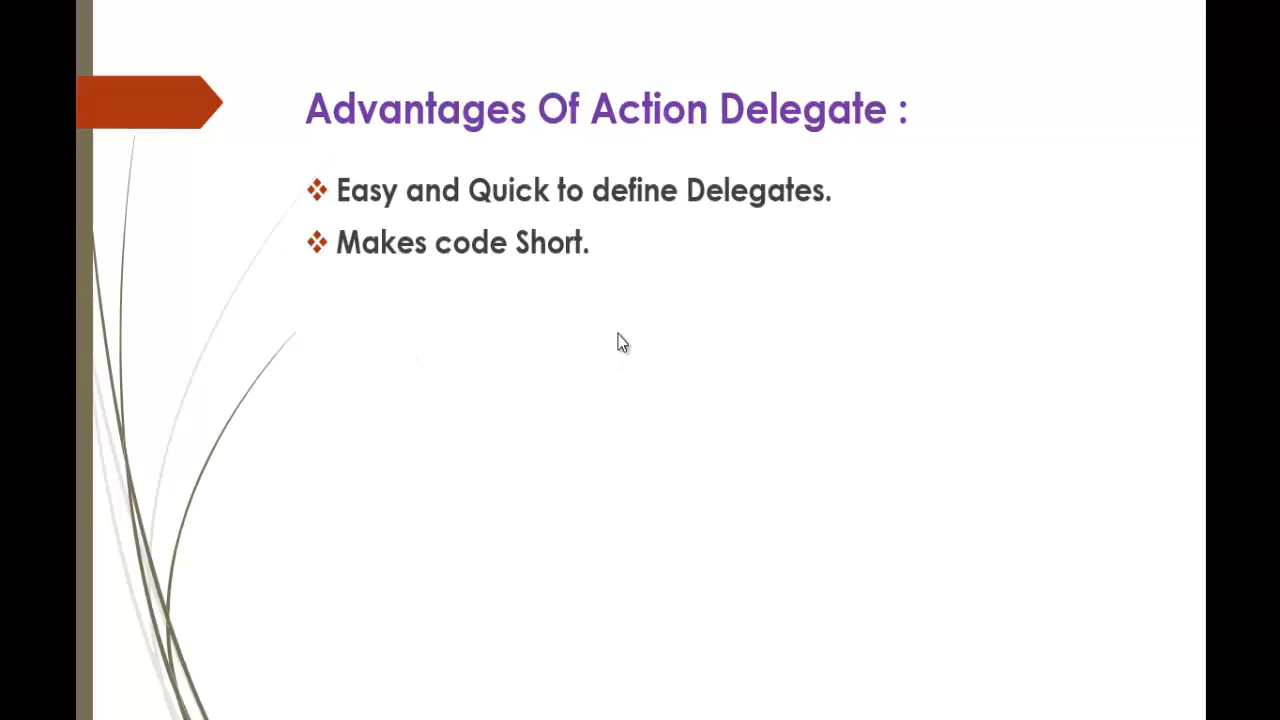 Advantages Of Action Delegate :
Easy and Quick to define Delegates.
Makes code Short.